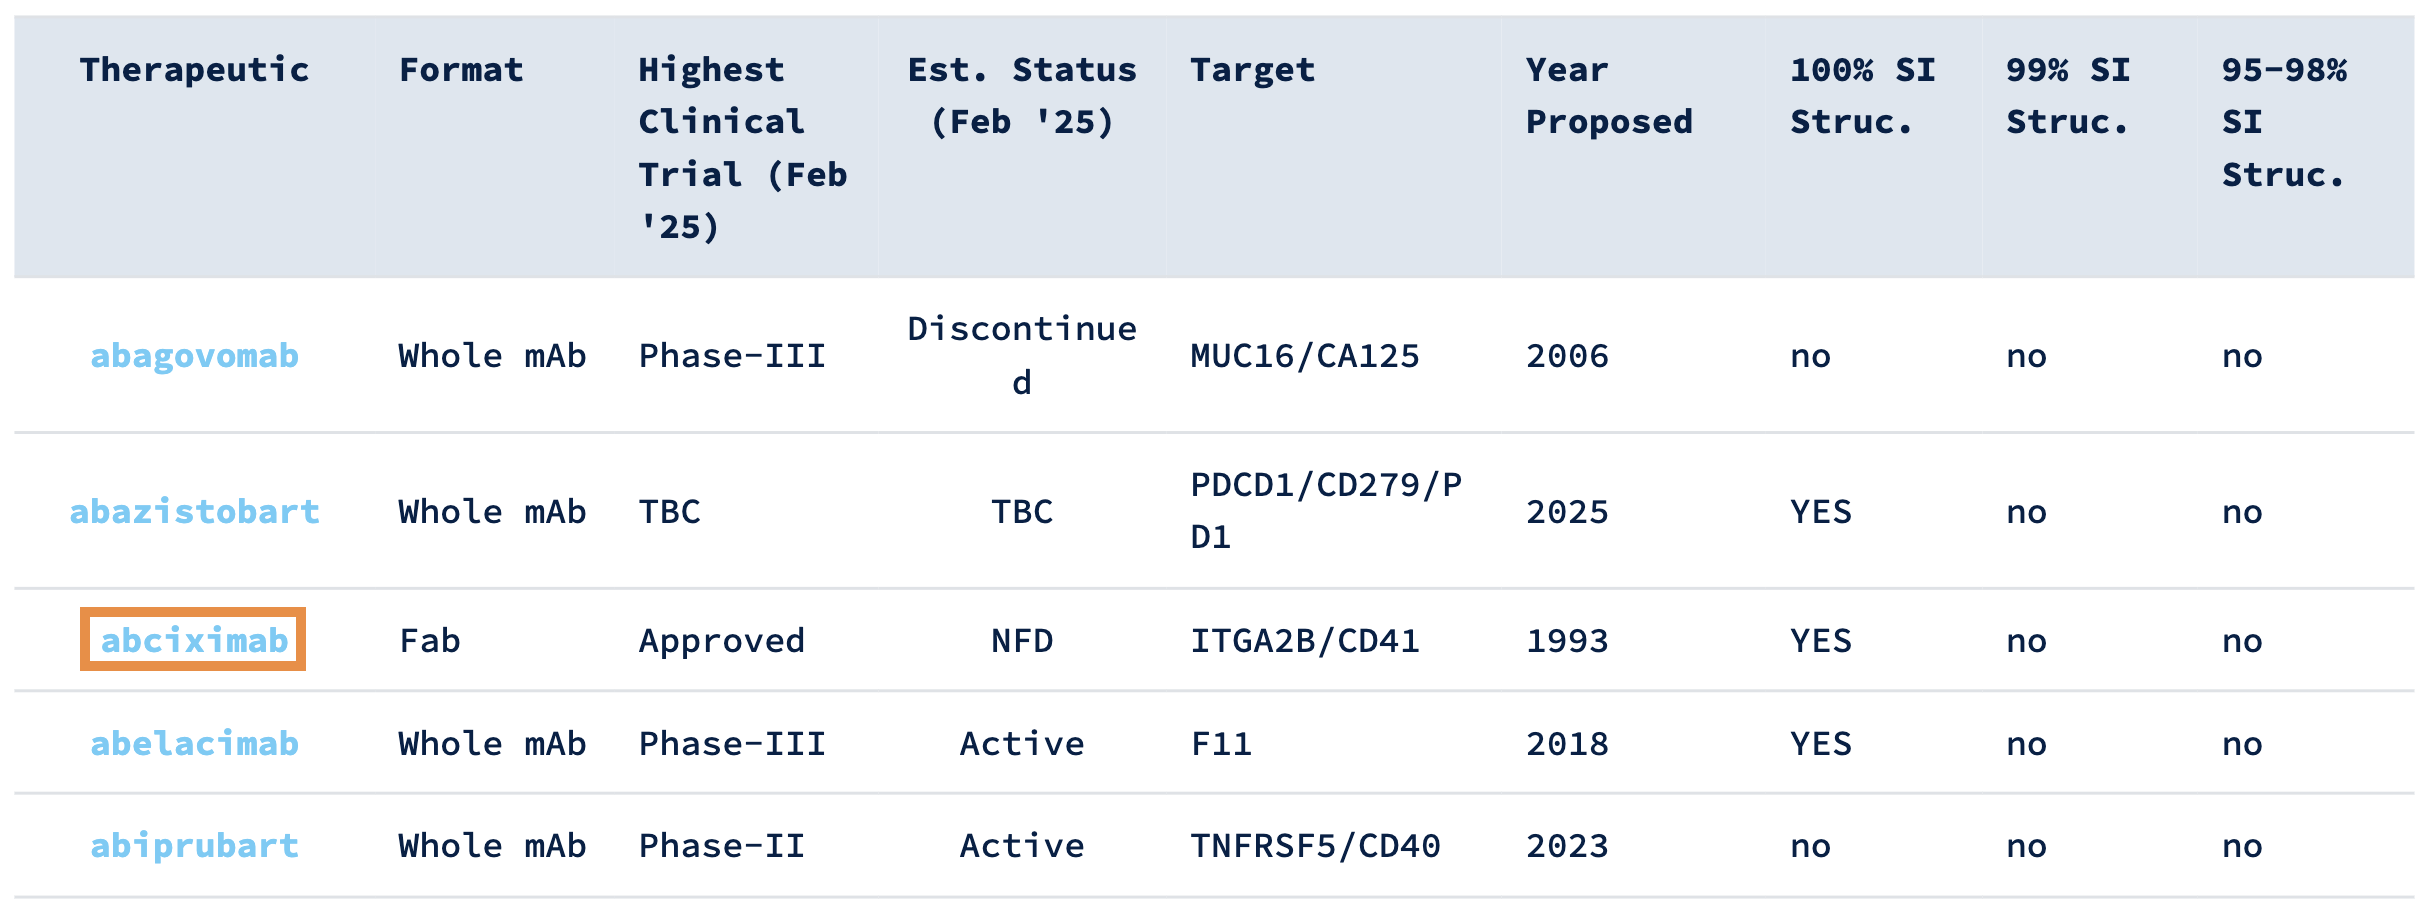 Therapeutic Format Highest Est. Status Target Year 100% SI 99% SI 95-98%
Clinical (Feb '25) Proposed Struc. Struc. SI
Trial (Feb Struc.
'25)
Discontinue
abagovomab Whole mAb Phase-III MUC16/CA125 2006 no no no
d
PDCD1/CD279/P
abazistobart Whole mAb TBC TBC 2025 YES no no
D1
abciximab Fab Approved NFD ITGA2B/CD41 1993 YES no no
abelacimab Whole mAb Phase-III Active F11 2018 YES no no
abiprubart Whole mAb Phase-II Active TNFRSF5/CD40 2023 no no no